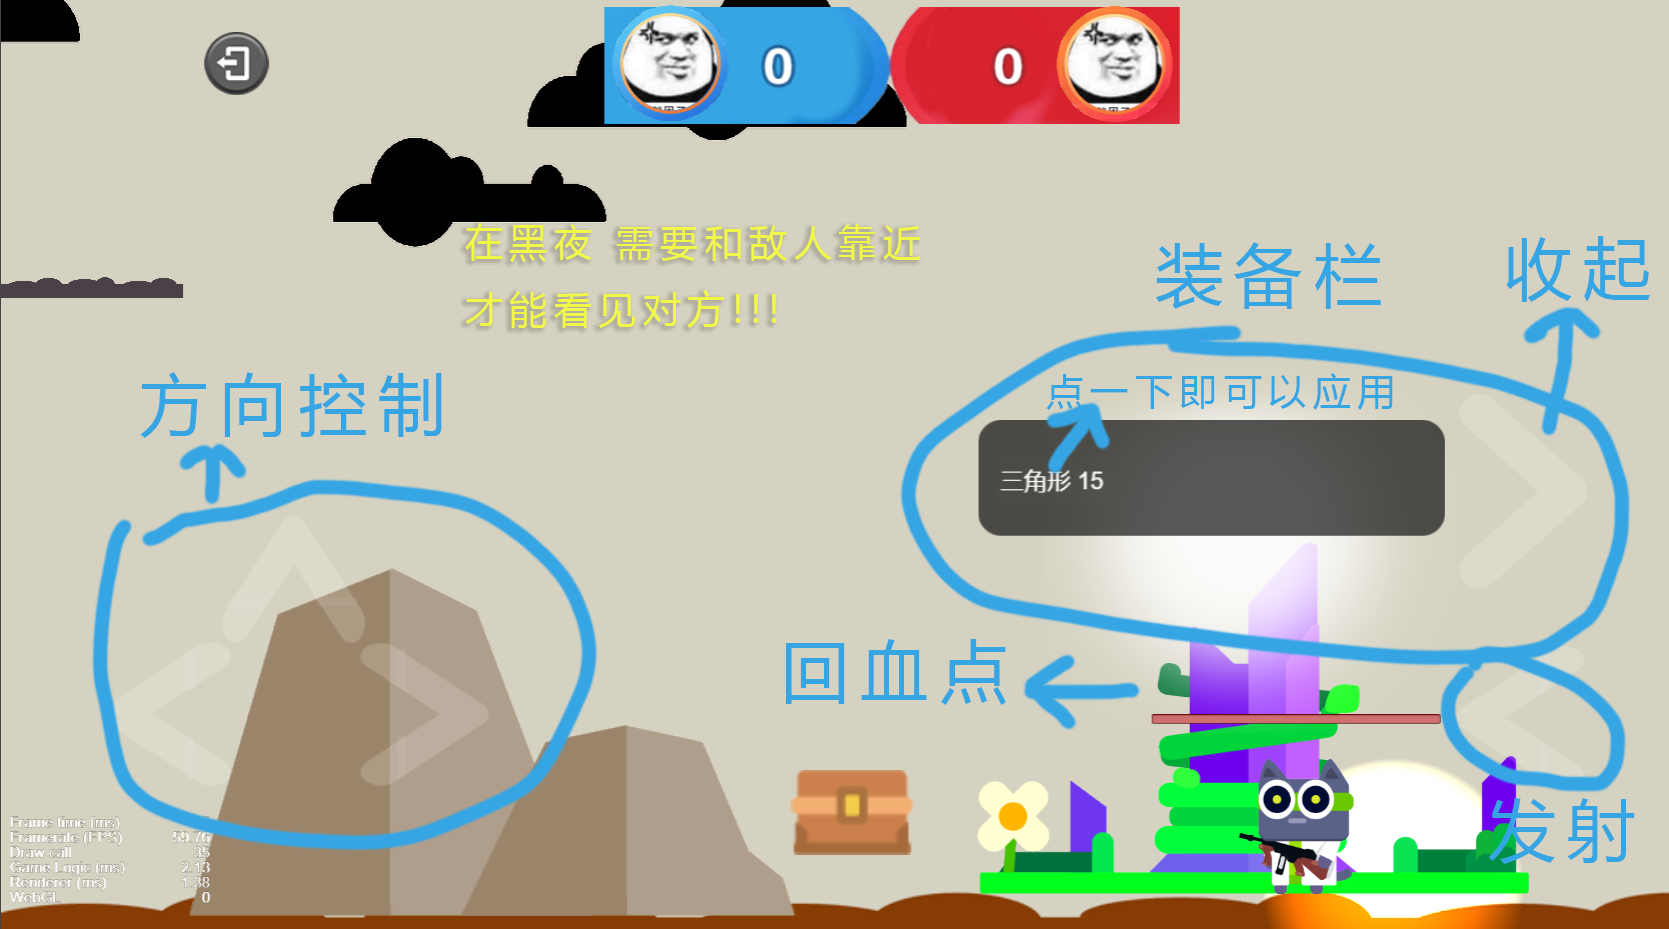 0 0
在黑夜 需要和敌人靠近
才能看见对方!!!
装备栏
收起
方向控制
点一下即可以应用
三角形 15
回血点
发射
Frame time (ms)
Framerate (FPS) 59.76
Draw call 35
Game Logic (ms) 2.13
Renderer (ms) 1.38
WebGL 0